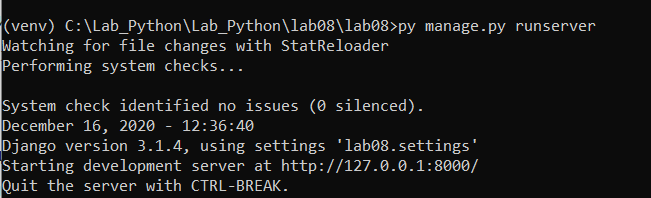 (venv) C:\Lab_Python\Lab_Python\lab08\lab08>py manage.py runserver
Watching for file changes with StatReloader
Performing system checks...
System check identified no issues (0 silenced).
December 16, 2020 - 12:36:40
Django version 3.1.4, using settings 'lab08.settings'
Starting development server at http://127.0.0.1:8000/
Quit the server with CTRL-BREAK.